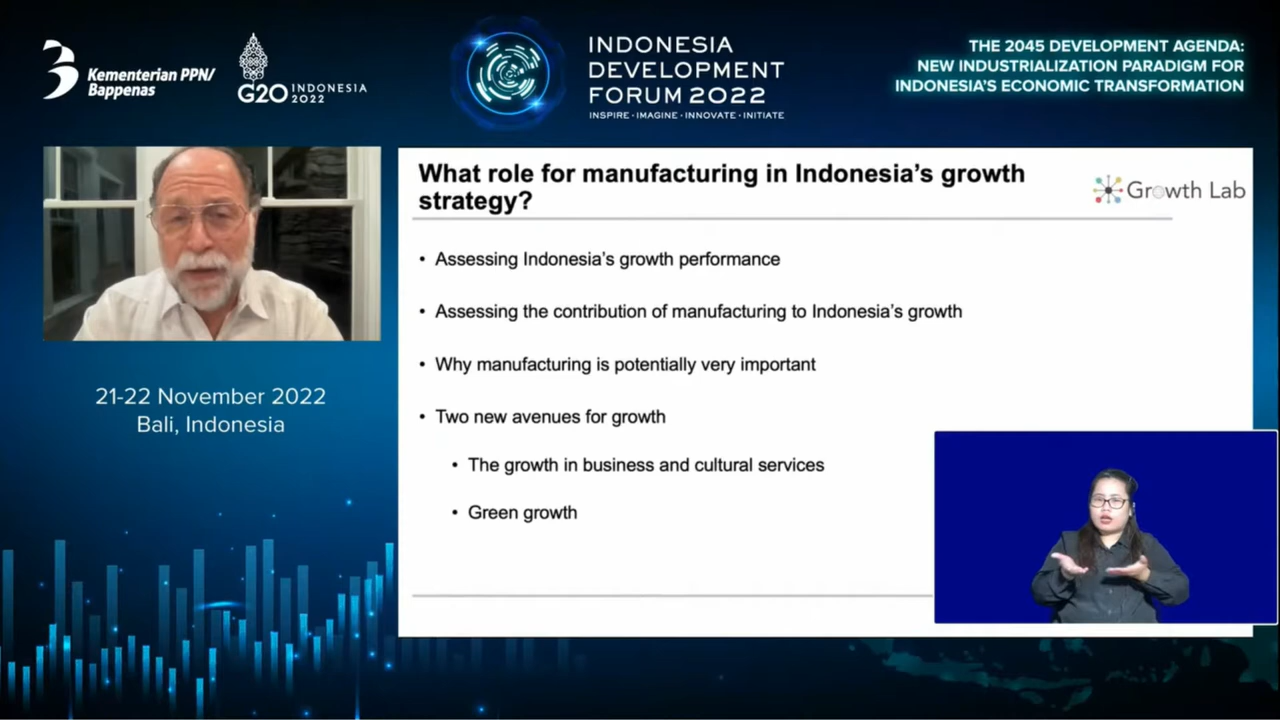 Kementerian PPN/
Bappenas
G20 INDONESIA
2022
INDONESIA
DEVELOPMENT
FORUM 2022
INSPIRE · IMAGINE · INNOVATE · INITIATE
THE 2045 DEVELOPMENT AGENDA:
NEW INDUSTRIALIZATION PARADIGM FOR
INDONESIA'S ECONOMIC TRANSFORMATION
21-22 November 2022
Bali, Indonesia
What role for manufacturing in Indonesia's growth
strategy?
Growth Lab
• Assessing Indonesia's growth performance
• Assessing the contribution of manufacturing to Indonesia's growth
• Why manufacturing is potentially very important
• Two new avenues for growth
• The growth in business and cultural services
• Green growth